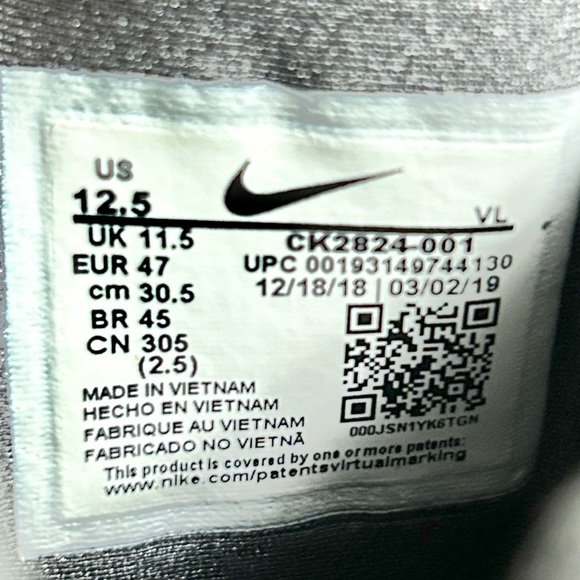 US
12.5
VL
UK 11.5
EUR 47
cm 30.5
BR 45
CN 305
(2.5)
CK2824-001
UPC 00193149744130
12/18/18 | 03/02/19
000JSN1YK6TGN
MADE IN VIETNAM
HECHO EN VIETNAM
FABRIQUE AU VIETNAM
FABRICADO NO VIETNÃ
This product is covered by one or more patents:
www.nike.com/patentsvirtualmarking